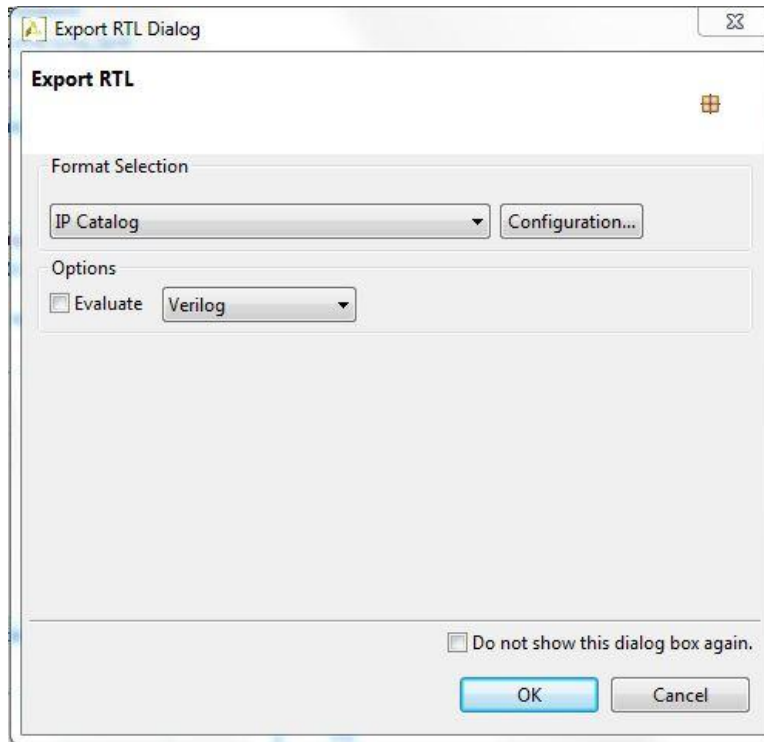 Export RTL Dialog
Export RTL
Format Selection
IP Catalog
Configuration...
Options
Evaluate
Verilog
Do not show this dialog box again.
OK
Cancel